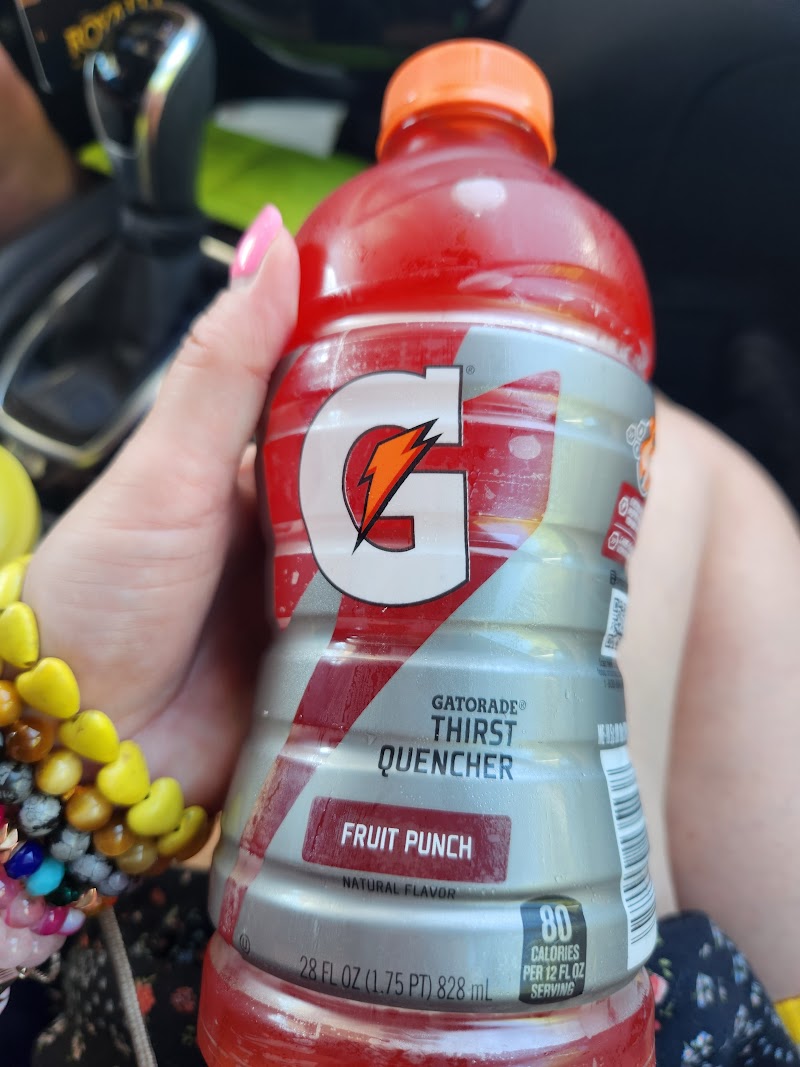 G®
GATORADE®
THIRST
QUENCHER
FRUIT PUNCH
NATURAL FLAVOR
28 FL OZ (1.75 PT) 828 mL
80
CALORIES
PER 12 FL OZ
SERVING